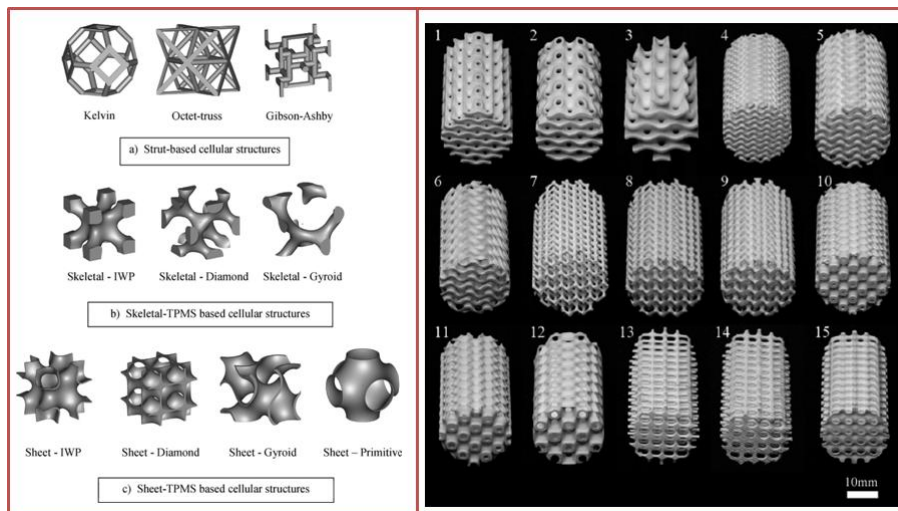 Kelvin Octet-truss Gibson-Ashby
a) Strut-based cellular structures
Skeletal - IWP Skeletal - Diamond Skeletal - Gyroid
b) Skeletal-TPMS based cellular structures
Sheet - IWP Sheet - Diamond Sheet - Gyroid Sheet – Primitive
c) Sheet-TPMS based cellular structures
1 2 3 4 5
6 7 8 9 10
11 12 13 14 15
10mm